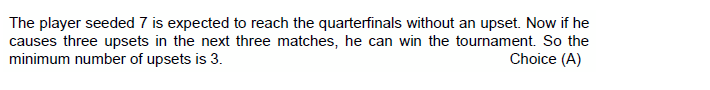 The player seeded 7 is expected to reach the quarterfinals without an upset. Now if he
causes three upsets in the next three matches, he can win the tournament. So the
minimum number of upsets is 3. Choice (A)